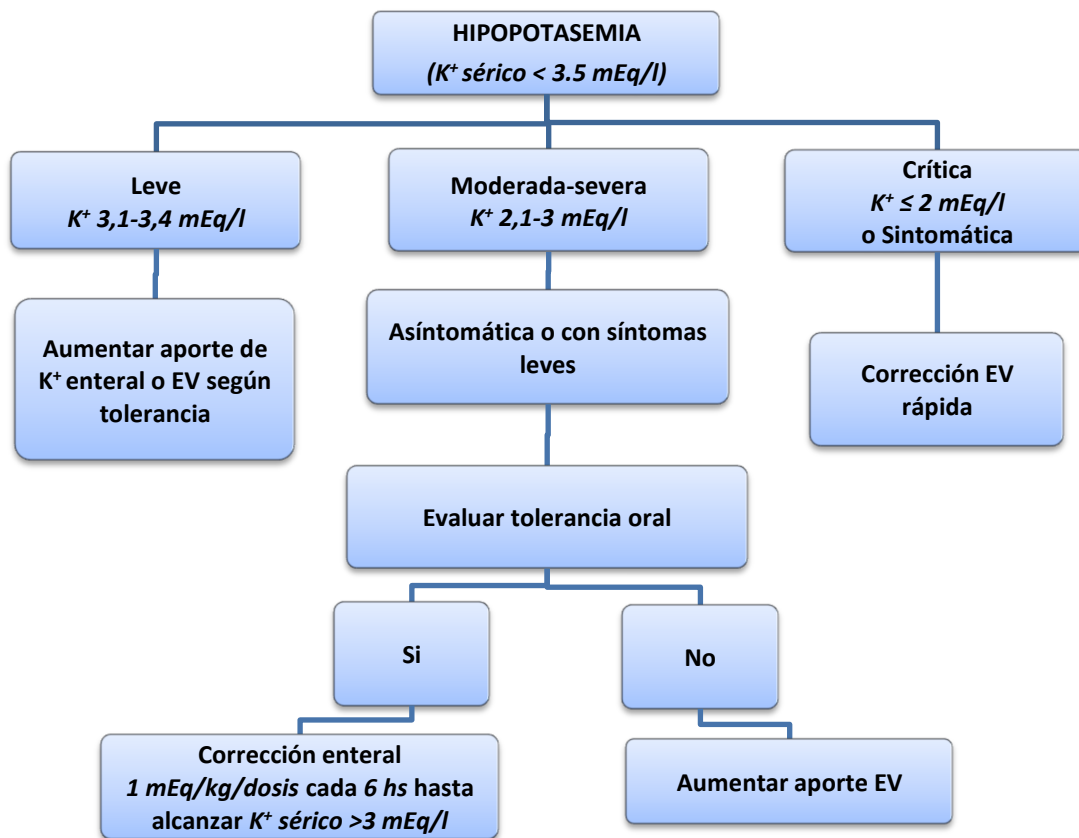 HIPOPOTASEMIA
(K⁺ sérico < 3.5 mEq/l)
Leve
K⁺ 3,1-3,4 mEq/l
Moderada-severa
K⁺ 2,1-3 mEq/l
Crítica
K⁺ ≤ 2 mEq/l
o Sintomática
Aumentar aporte de
K⁺ enteral o EV según
tolerancia
Asíntomática o con síntomas
leves
Corrección EV
rápida
Evaluar tolerancia oral
Si
No
Corrección enteral
1 mEq/kg/dosis cada 6 hs hasta
alcanzar K⁺ sérico >3 mEq/l
Aumentar aporte EV